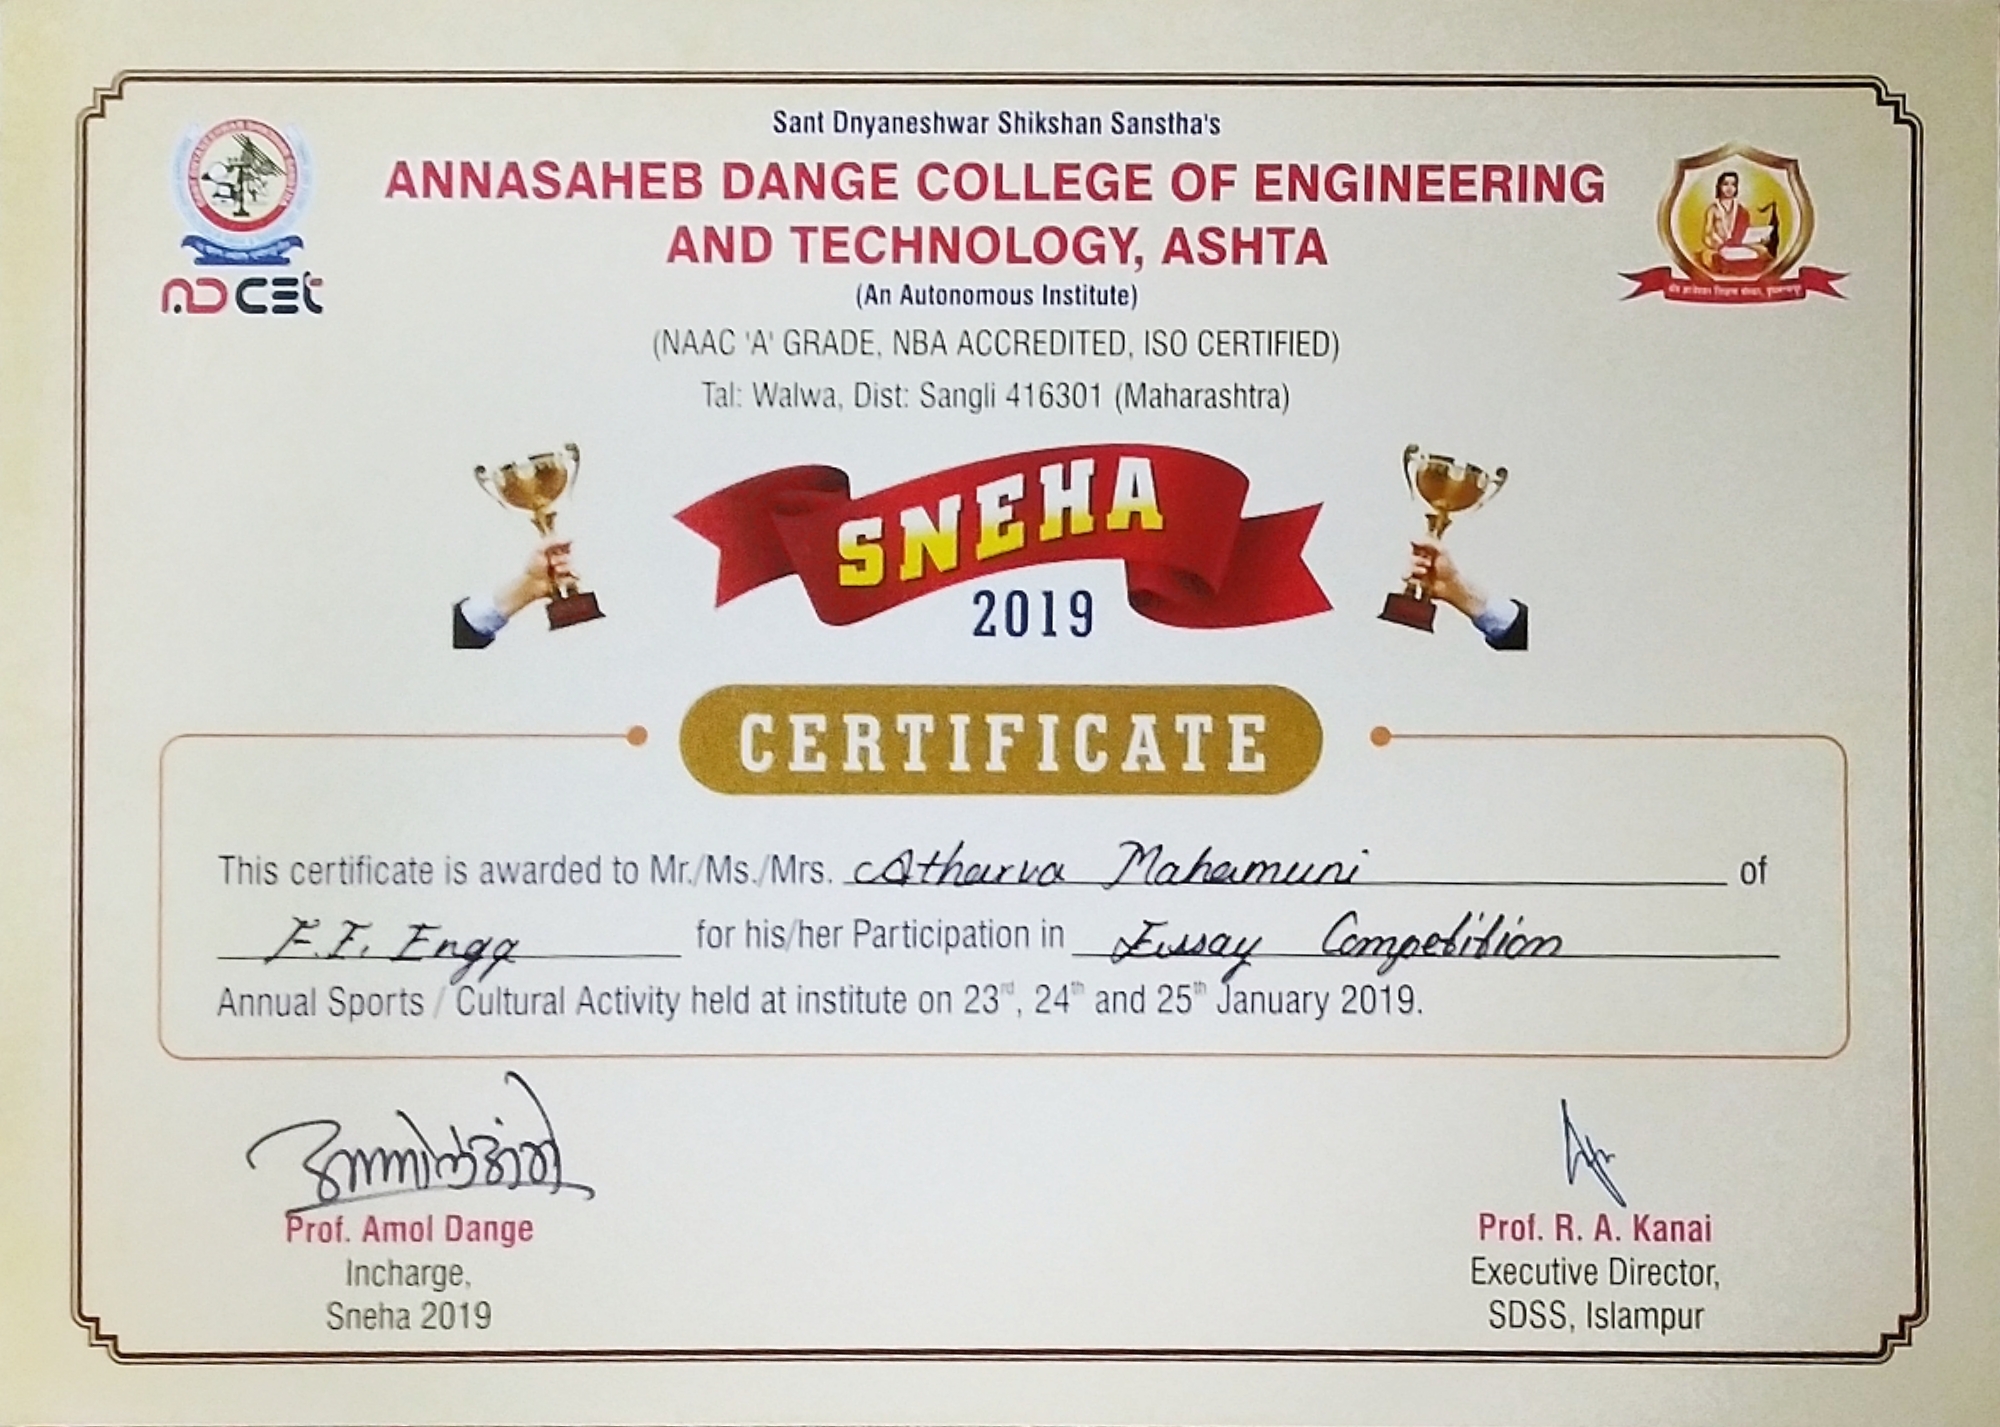 Sant Dnyaneshwar Shikshan Sanstha's
ANNASAHEB DANGE COLLEGE OF ENGINEERING
AND TECHNOLOGY, ASHTA
(An Autonomous Institute)
ADCET
(NAAC 'A' GRADE, NBA ACCREDITED, ISO CERTIFIED)
Tal: Walwa, Dist: Sangli 416301 (Maharashtra)
SNEHA
2019
CERTIFICATE
This certificate is awarded to Mr./Ms./Mrs. Atharva Mahamuni of
Engg for his/her Participation in Essay Competition
Annual Sports / Cultural Activity held at institute on 23rd, 24th and 25th January 2019.
Prof. Amol Dange
Incharge,
Sneha 2019
Prof. R. A. Kanai
Executive Director,
SDSS, Islampur